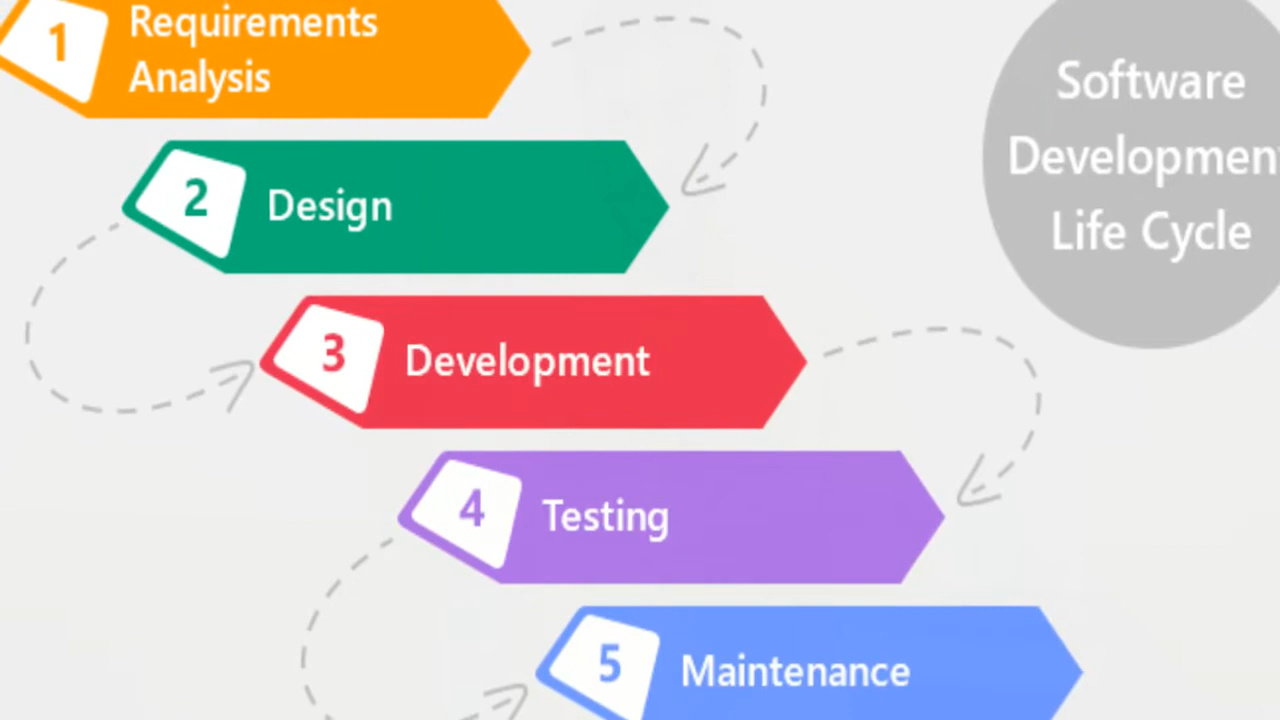 1
Requirements
Analysis
Software
Development
Life Cycle
2
Design
3
Development
4
Testing
5
Maintenance